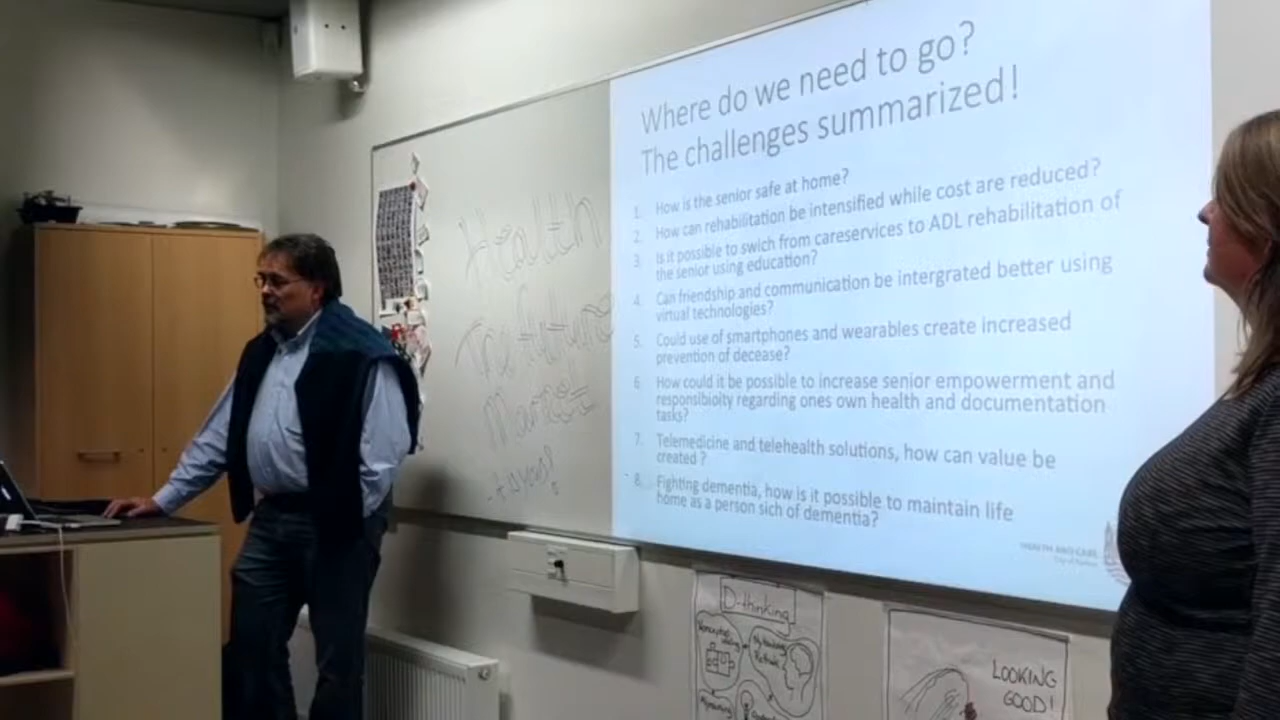 Where do we need to go?
The challenges summarized!
1. How is the senior safe at home?
2. How can rehabilitation be intensified while cost are reduced?
3. Is it possible to swich from careservices to ADL rehabilitation of
the senior using education?
4. Can friendship and communication be intergrated better using
virtual technologies?
5. Could use of smartphones and wearables create increased
prevention of decease?
6. How could it be possible to increase senior empowerment and
responsibioity regarding ones own health and documentation
tasks?
7. Telemedicine and telehealth solutions, how can value be
created ?
8. Fighting dementia, how is it possible to maintain life
home as a person sich of dementia?
HEALTH AND CARE
Health
The future
D-thinking
LOOKING
GOOD!